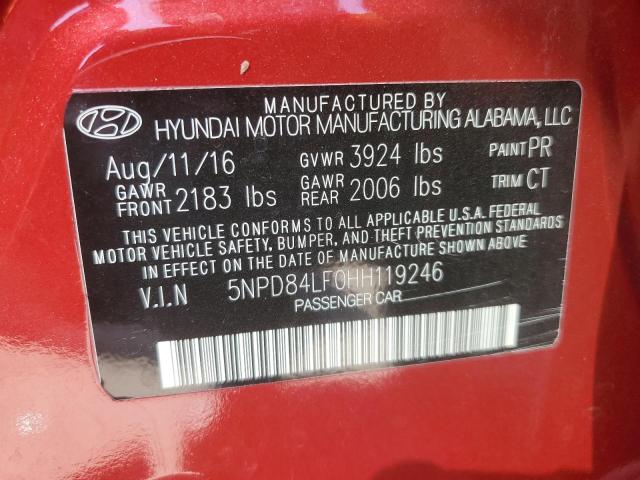 MANUFACTURED BY
HYUNDAI MOTOR MANUFACTURING ALABAMA, LLC
Aug/11/16 GVWR 3924 lbs PAINT PR
GAWR FRONT 2183 lbs GAWR REAR 2006 lbs TRIM CT
THIS VEHICLE CONFORMS TO ALL APPLICABLE U.S.A. FEDERAL
MOTOR VEHICLE SAFETY, BUMPER, AND THEFT PREVENTION STANDARDS
IN EFFECT ON THE DATE OF MANUFACTURE SHOWN ABOVE
V.I.N 5NPD84LF0HH119246
PASSENGER CAR